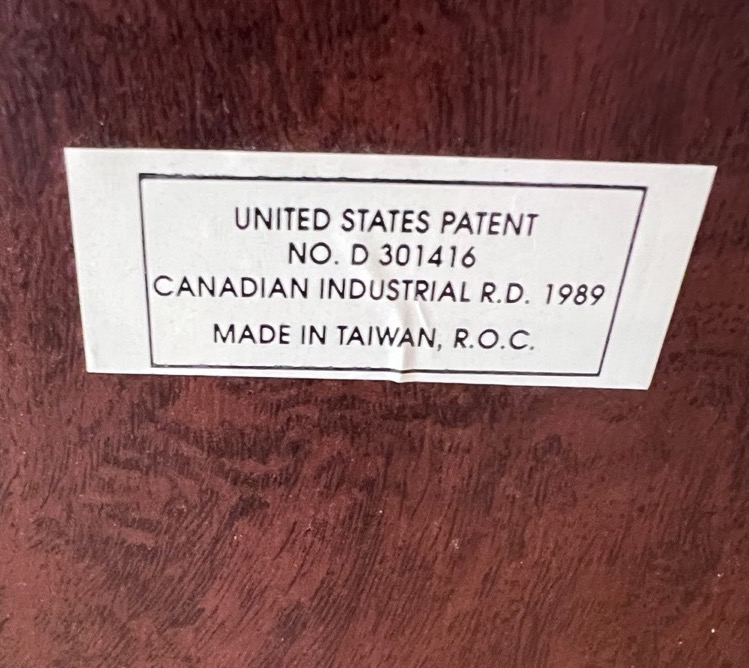 UNITED STATES PATENT
NO. D 301416
CANADIAN INDUSTRIAL R.D. 1989
MADE IN TAIWAN, R.O.C.